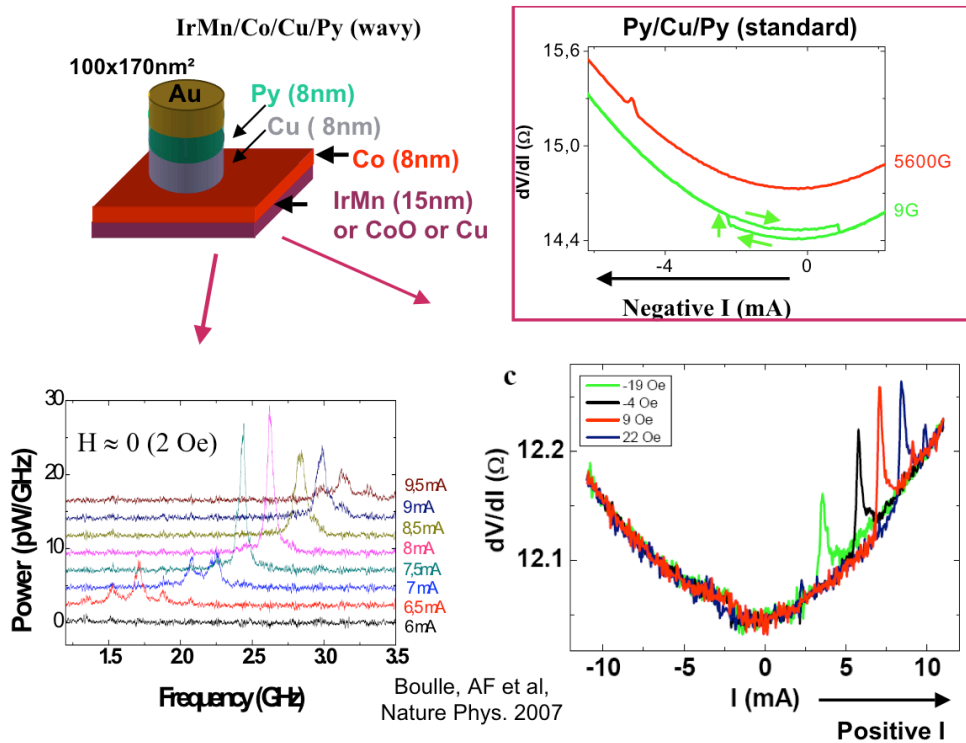 IrMn/Co/Cu/Py (wavy)
100x170nm²
Au
Py (8nm)
Cu ( 8nm)
Co (8nm)
IrMn (15nm)
or CoO or Cu
Py/Cu/Py (standard)
15,6
15,0
14,4
dV/dI (Ω)
5600G
9G
-4
0
Negative I (mA)
30
20
10
0
Power (pW/GHz)
H ≈ 0 (2 Oe)
9,5mA
9mA
8,5mA
8mA
7,5mA
7mA
6,5mA
6mA
1.5
2.0
2.5
3.0
3.5
Frequency (GHz)
Boulle, AF et al,
Nature Phys. 2007
c
-19 Oe
-4 Oe
9 Oe
22 Oe
12.2
12.1
dV/dI (Ω)
-10
-5
0
5
10
I (mA)
Positive I